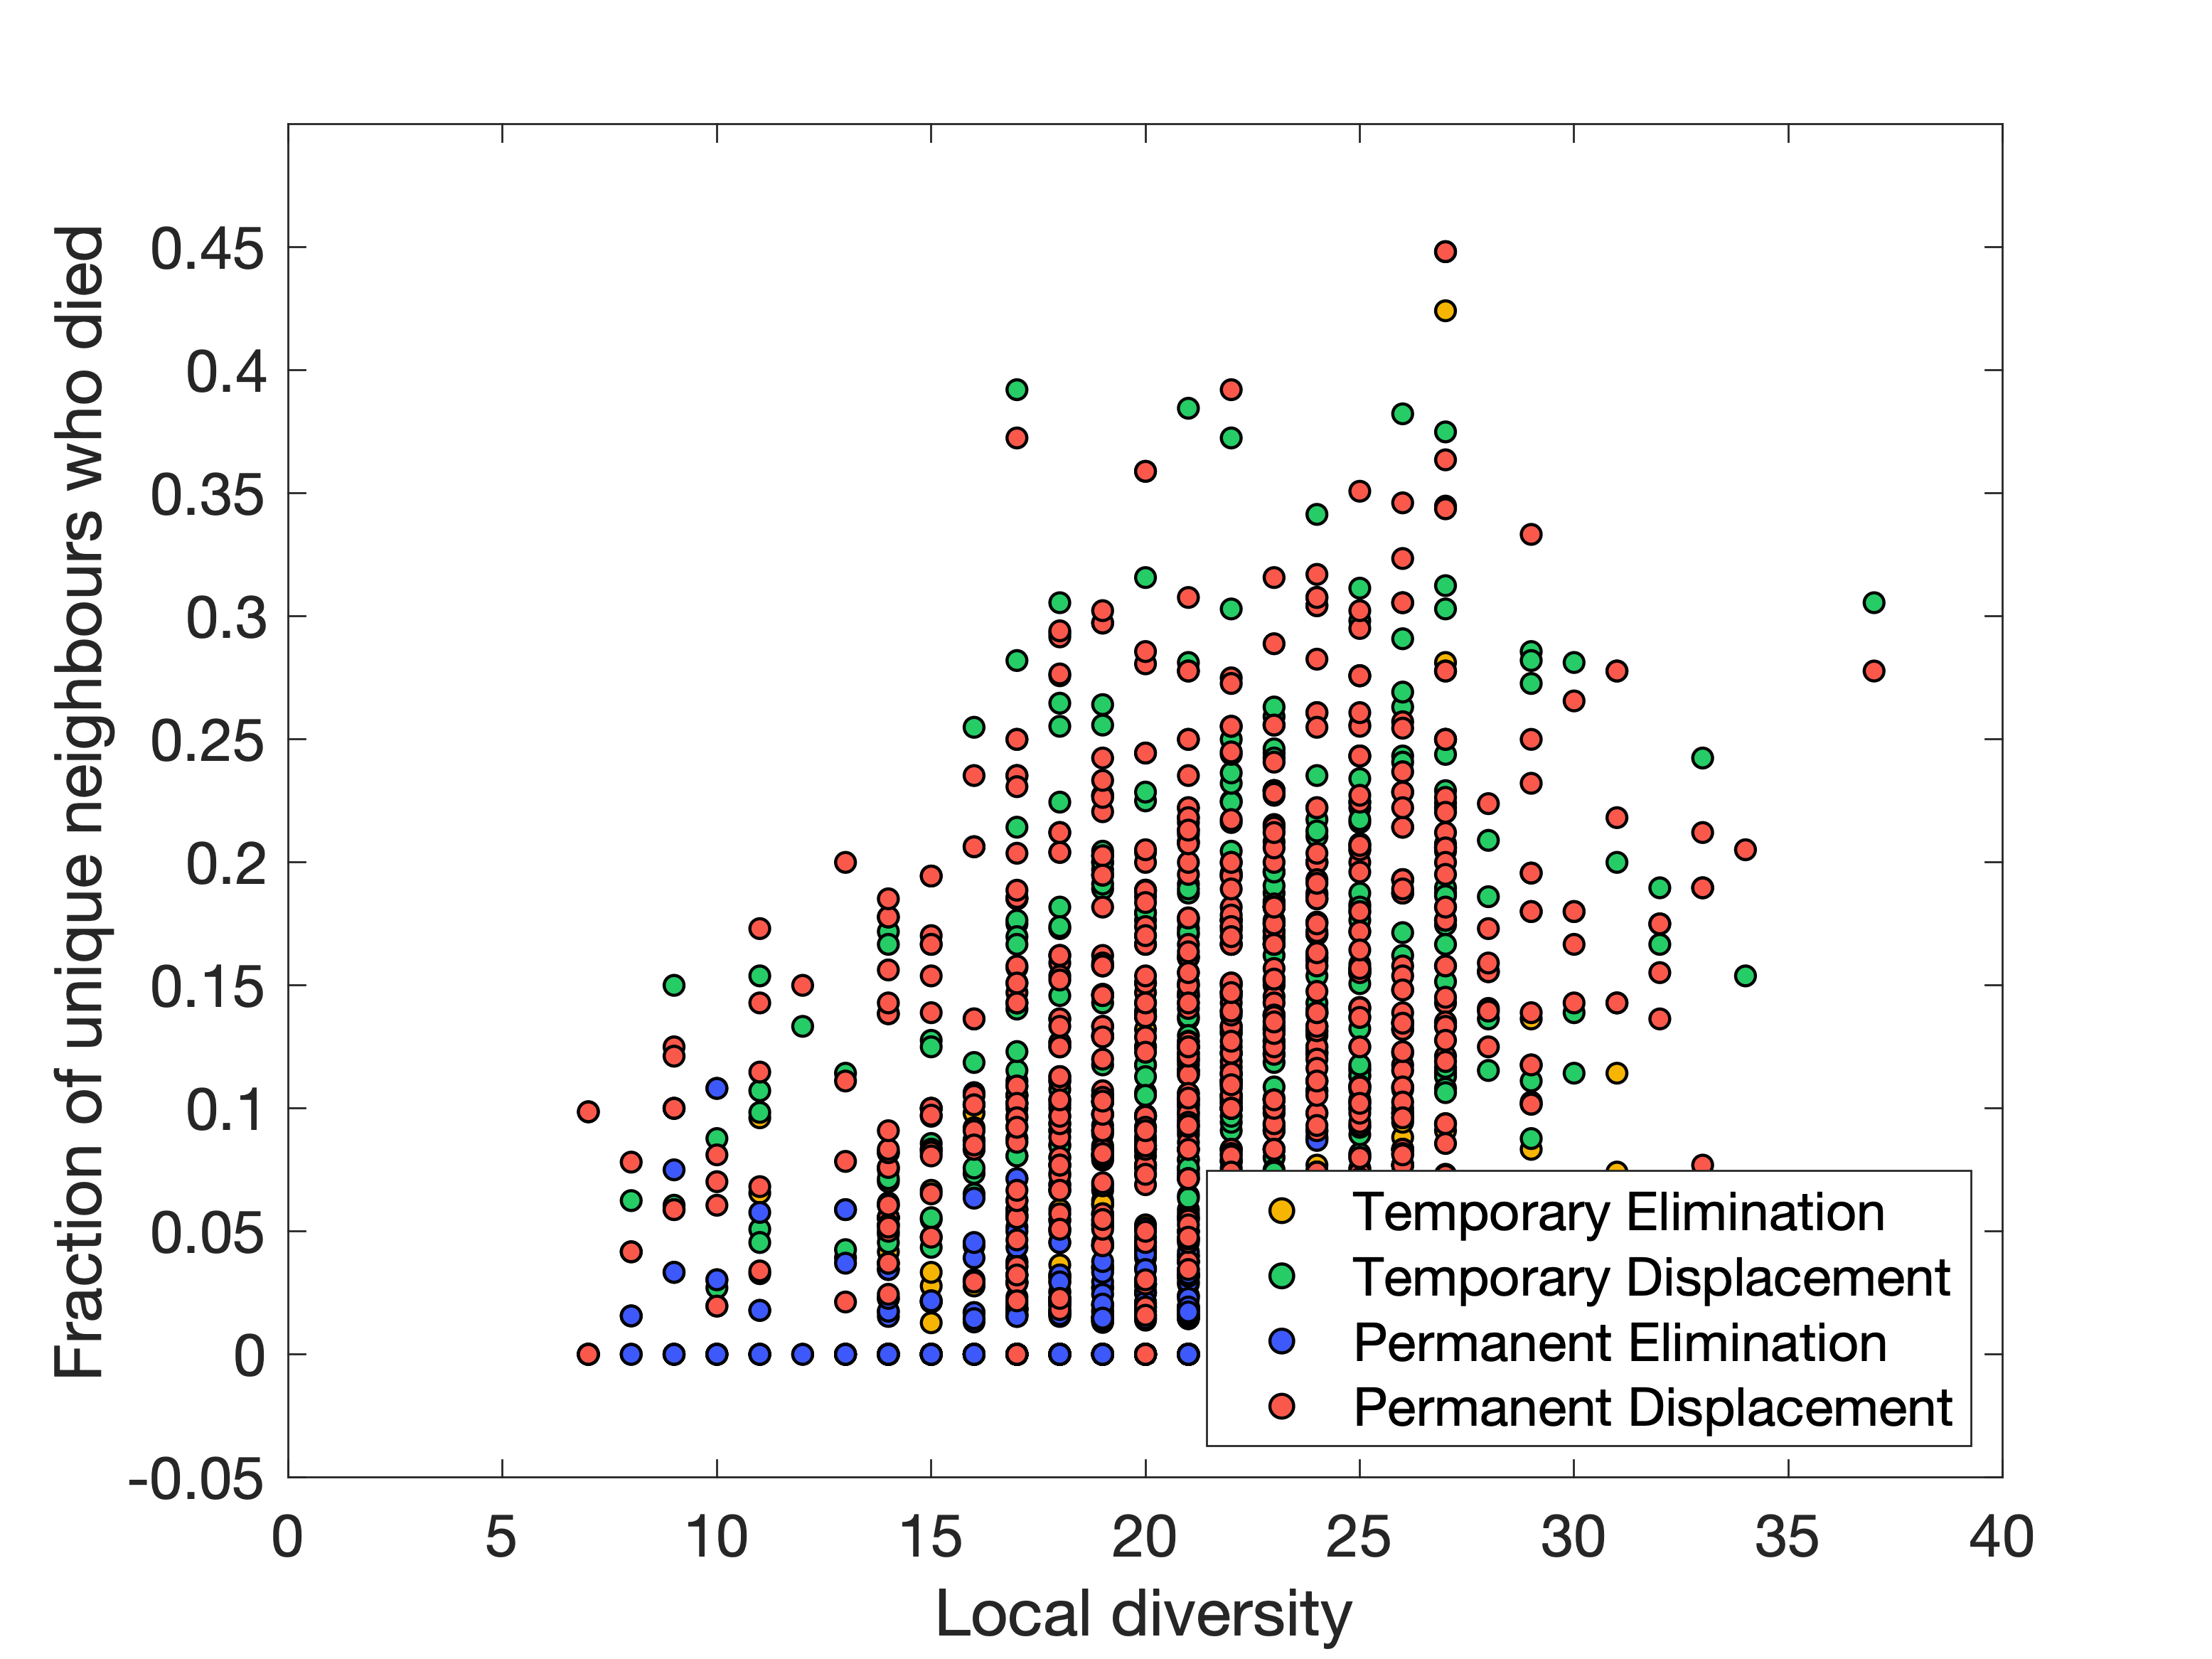 Fraction of unique neighbours who died
0.45
0.4
0.35
0.3
0.25
0.2
0.15
0.1
0.05
0
-0.05
Temporary Elimination
Temporary Displacement
Permanent Elimination
Permanent Displacement
0 5 10 15 20 25 30 35 40
Local diversity